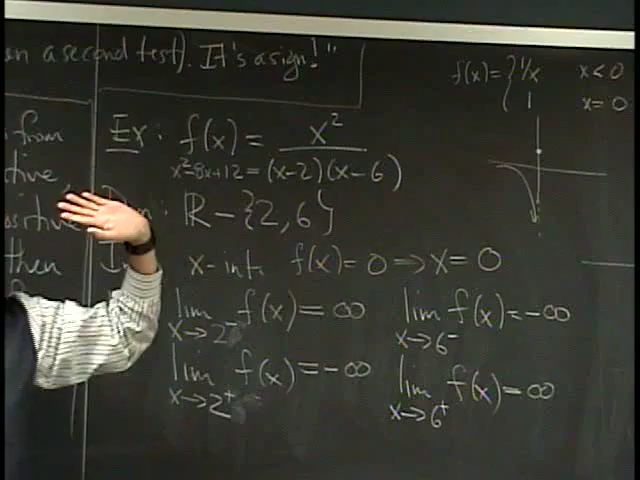 a second test). It's a sign!"
f(x) = { 1/x x < 0
1 x = 0
from
Ex: f(x) = x²
x²-8x+12 = (x-2)(x-6)
ℝ - {2, 6}
then
x-int. f(x) = 0 ⟹ x = 0
lim x→2⁻ f(x) = ∞ lim x→6⁻ f(x) = -∞
lim x→2⁺ f(x) = -∞ lim x→6⁺ f(x) = ∞